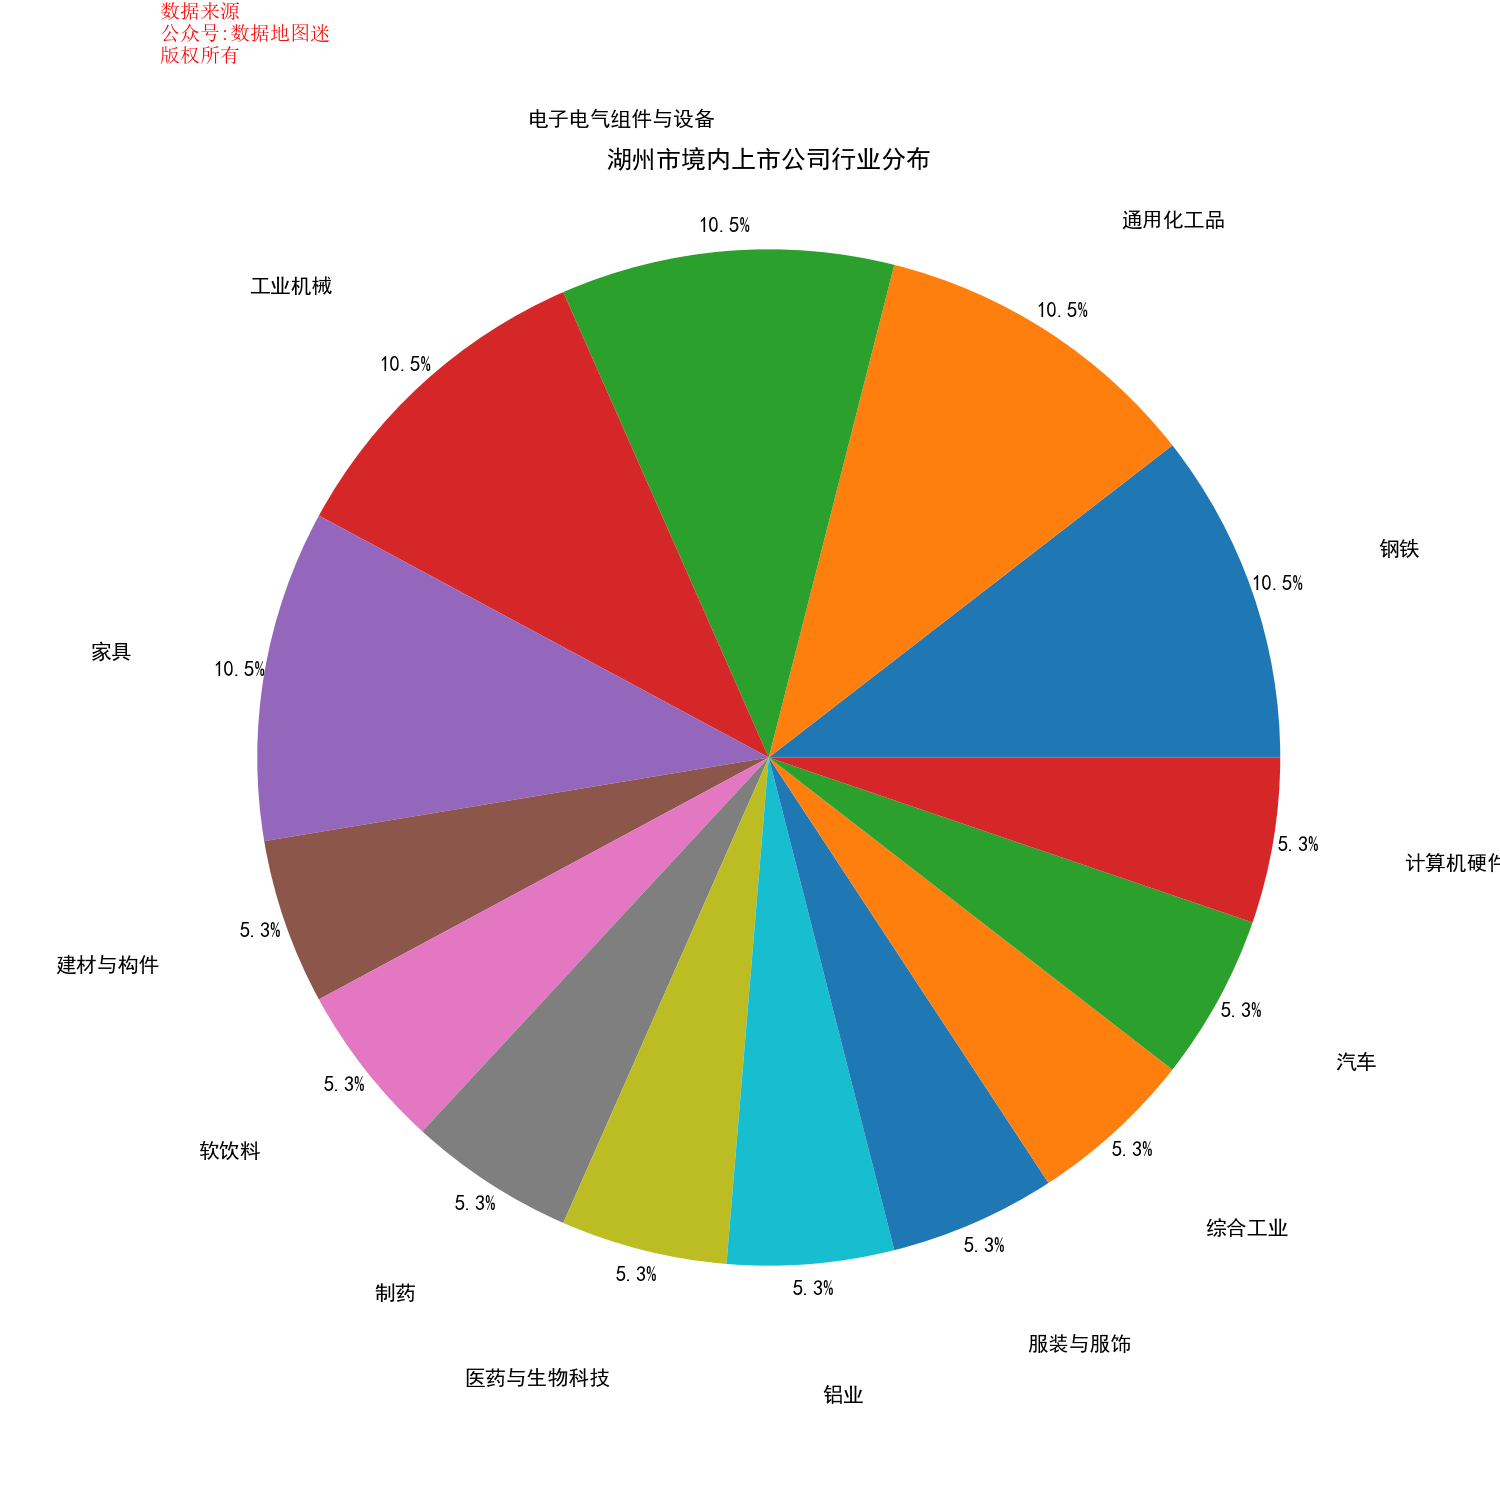 数据来源
公众号:数据地图迷
版权所有
电子电气组件与设备
湖州市境内上市公司行业分布
通用化工品
10.5%
工业机械
10.5%
10.5%
钢铁
10.5%
家具
10.5%
5.3%
计算机硬件
5.3%
建材与构件
5.3%
汽车
5.3%
软饮料
5.3%
5.3%
综合工业
5.3%
5.3%
5.3%
制药
服装与服饰
医药与生物科技
铝业